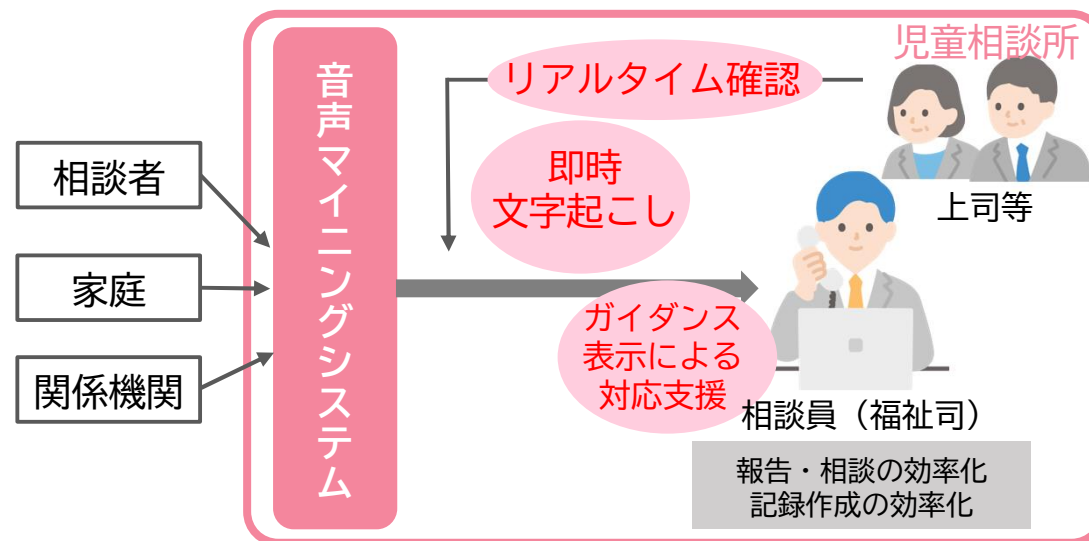 児童相談所
音声マイニングシステム
リアルタイム確認
即時
文字起こし
上司等
相談者
家庭
関係機関
ガイダンス
表示による
対応支援
相談員（福祉司）
報告・相談の効率化
記録作成の効率化